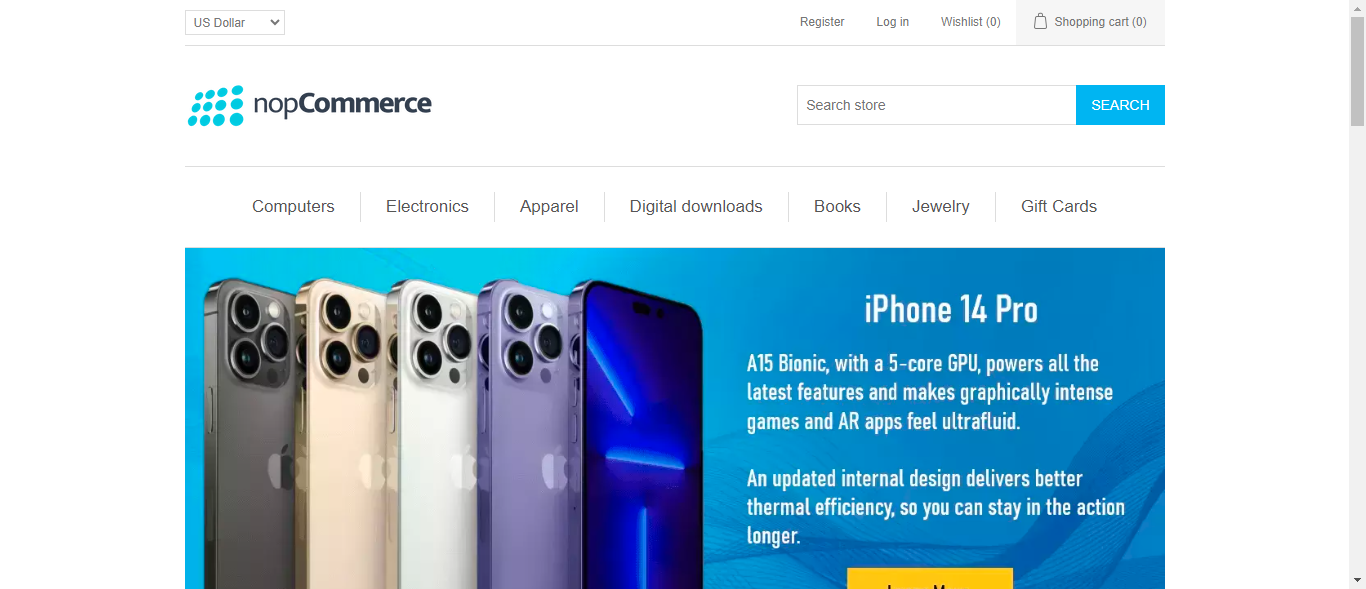 US Dollar
Register
Log in
Wishlist (0)
Shopping cart (0)
nopCommerce
Search store
SEARCH
Computers
Electronics
Apparel
Digital downloads
Books
Jewelry
Gift Cards
iPhone 14 Pro
A15 Bionic, with a 5-core GPU, powers all the
latest features and makes graphically intense
games and AR apps feel ultrafluid.
An updated internal design delivers better
thermal efficiency, so you can stay in the action
longer.